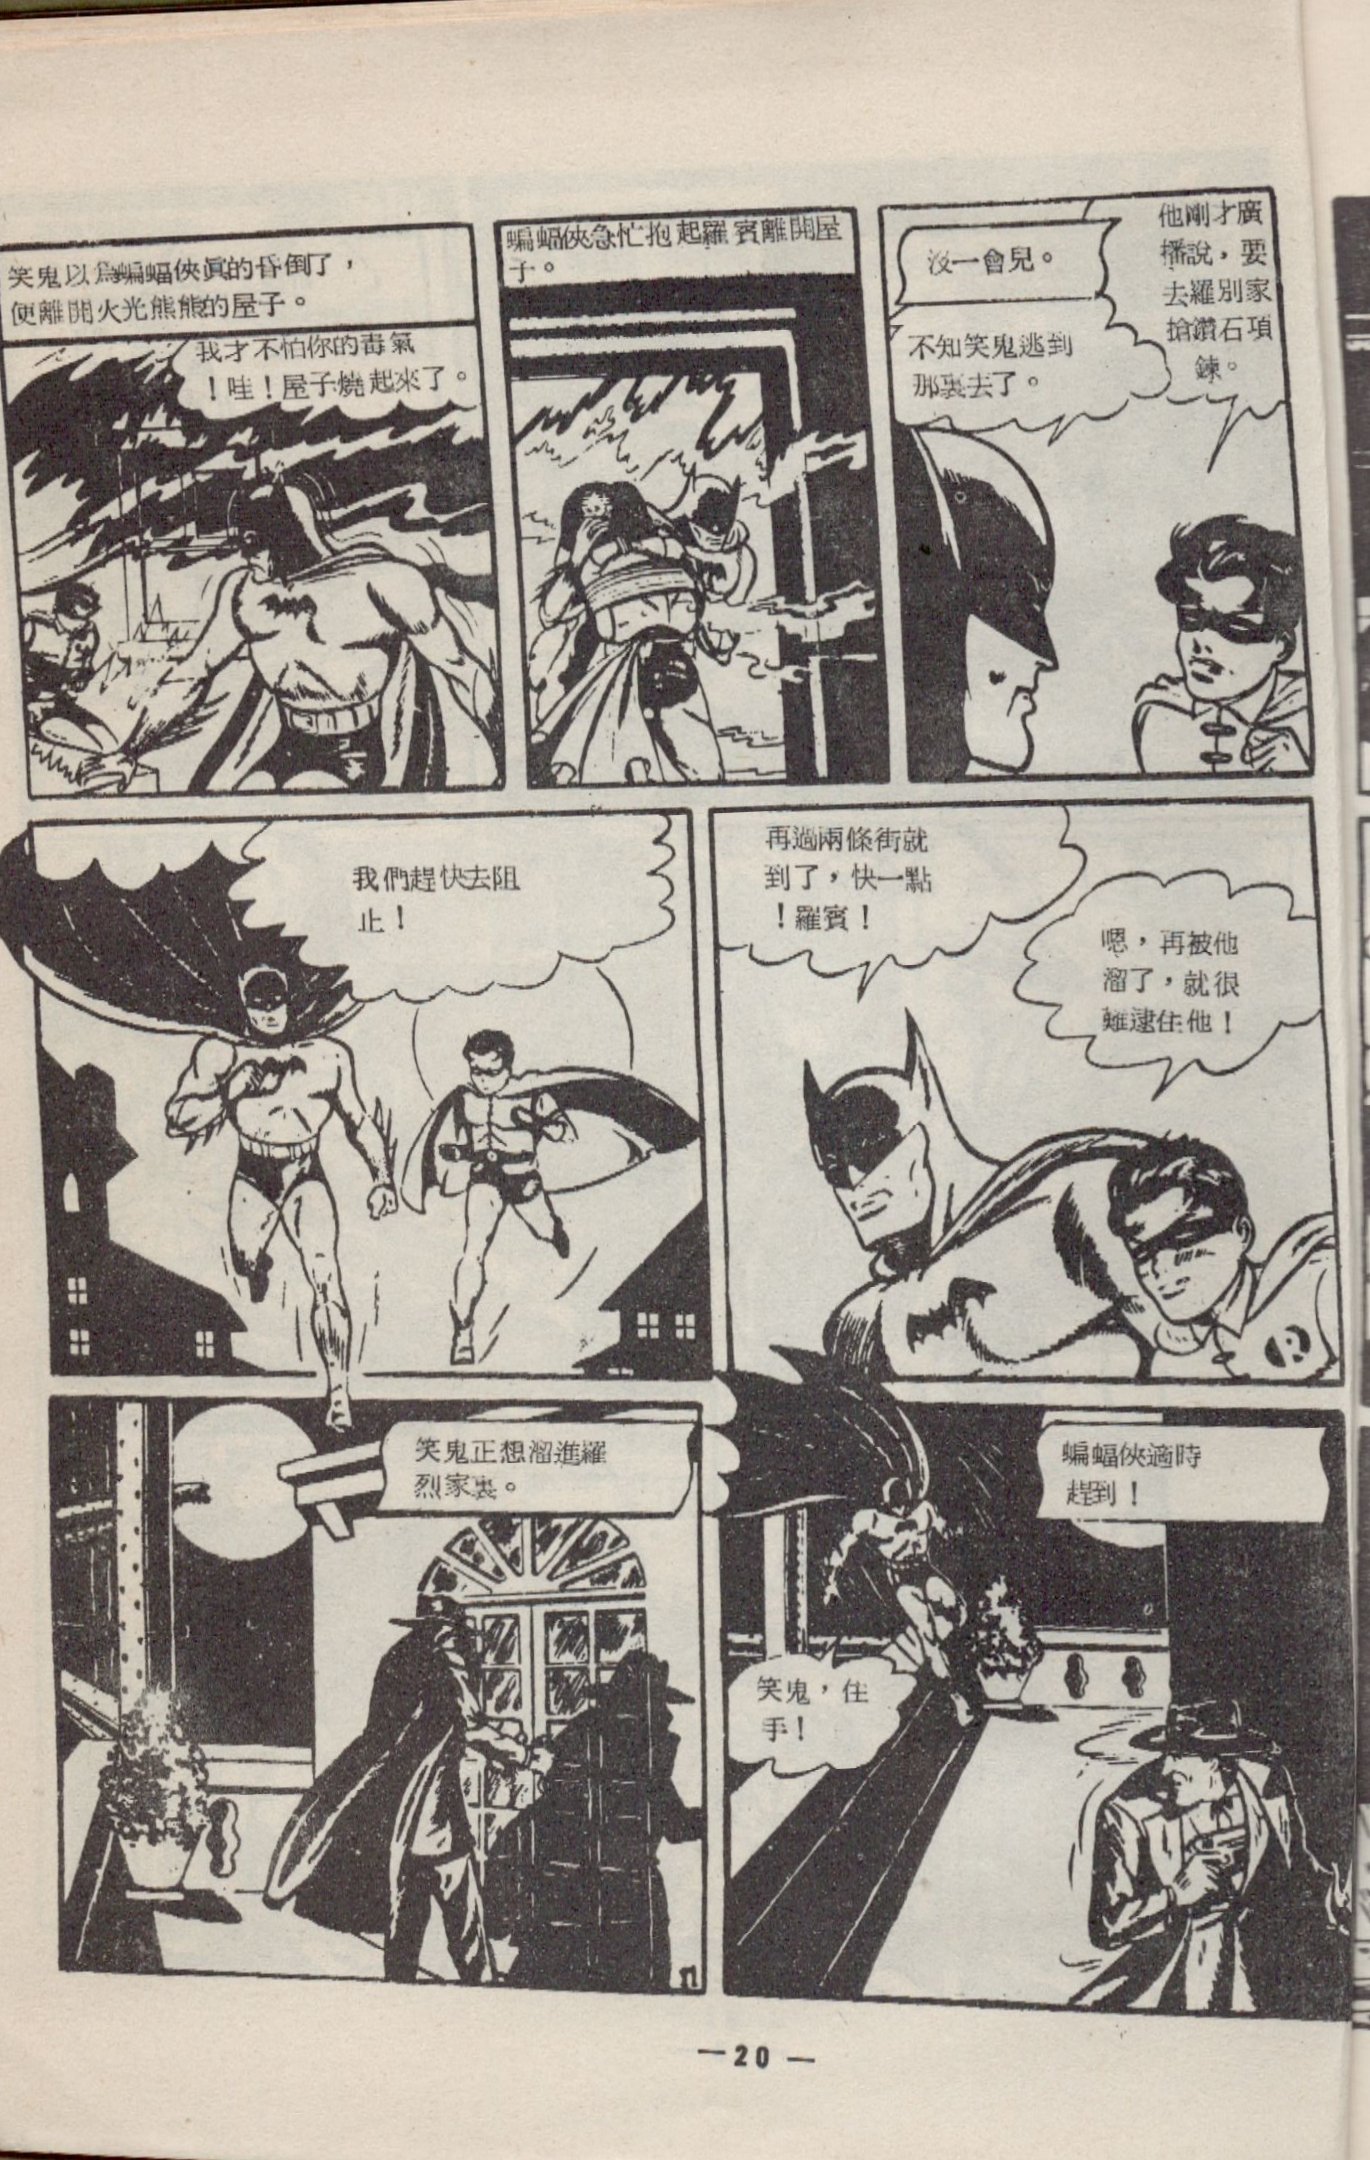 笑鬼以爲蝙蝠俠眞的昏倒了，
便離開火光熊熊的屋子。
我才不怕你的毒氣
！哇！屋子燒起來了。
蝙蝠俠急忙抱起羅賓離開屋
子。
沒一會兒。
不知笑鬼逃到
那裏去了。
他剛才廣
播說，要
去羅別家
搶鑽石項
鍊。
我們趕快去阻
止！
再過兩條街就
到了，快一點
！羅賓！
嗯，再被他
溜了，就很
難逮住他！
笑鬼正想溜進羅
烈家裏。
蝙蝠俠適時
趕到！
笑鬼，住
手！
—20—